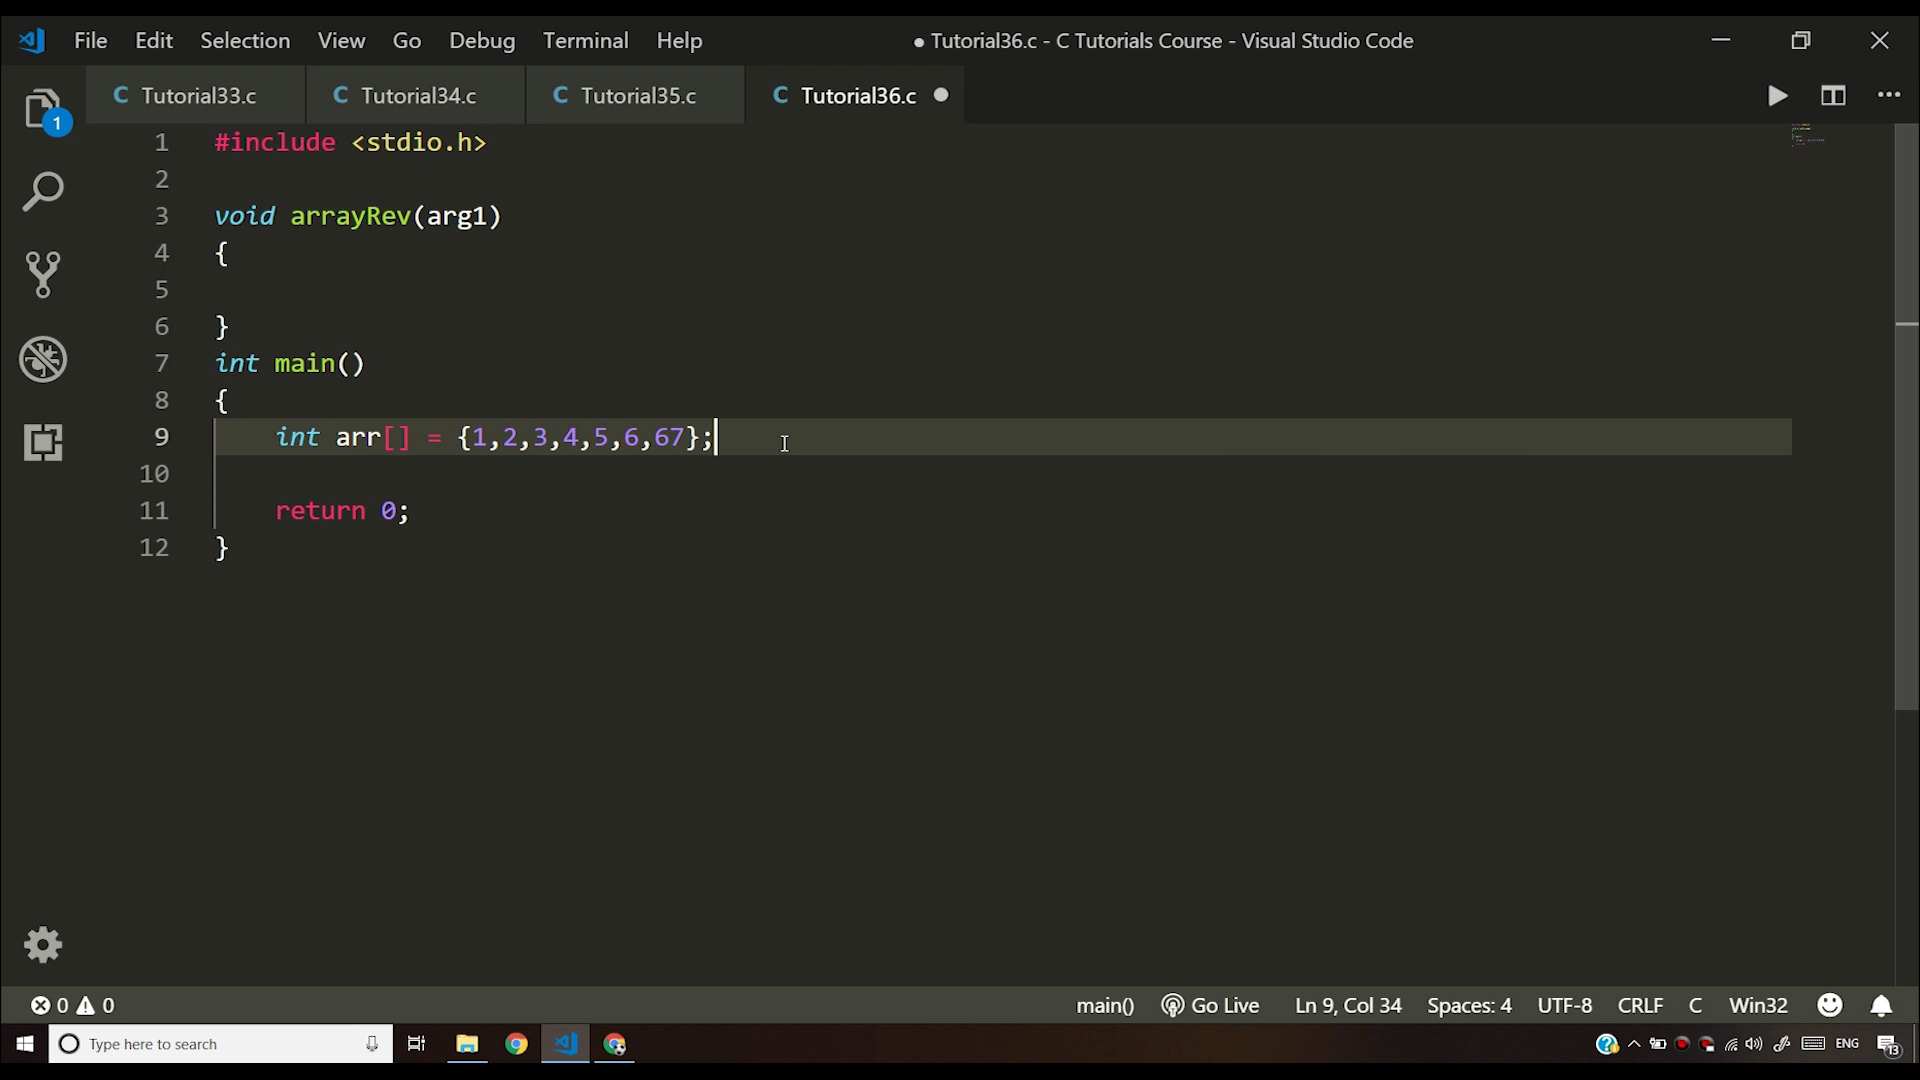 File Edit Selection View Go Debug Terminal Help ● Tutorial36.c - C Tutorials Course - Visual Studio Code
C Tutorial33.c C Tutorial34.c C Tutorial35.c C Tutorial36.c
1
1 #include <stdio.h>
2
3 void arrayRev(arg1)
4 {
5
6 }
7 int main()
8 {
9 int arr[] = {1,2,3,4,5,6,67};
10
11 return 0;
12 }
0 0 main() Go Live Ln 9, Col 34 Spaces: 4 UTF-8 CRLF C Win32
Type here to search ENG 13